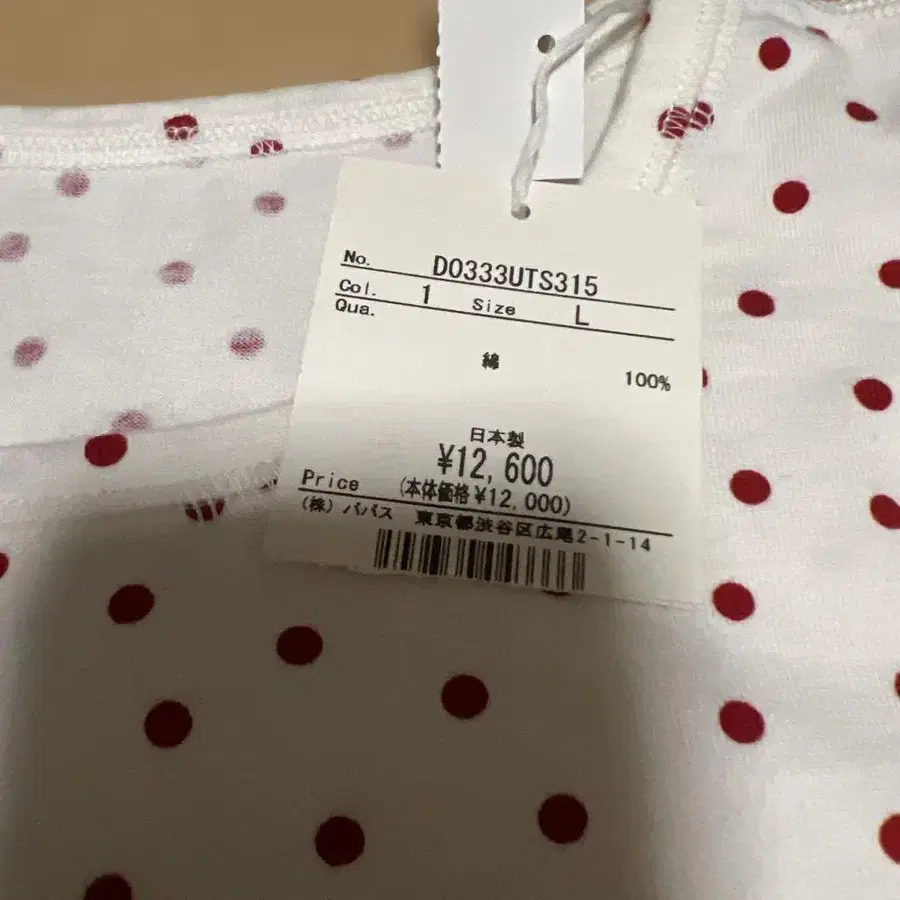 No. D0333UTS315
Col. 1 Size L
Qua.
綿 100%
日本製
¥12,600
Price (本体価格¥12,000)
(株) パパス 東京都渋谷区広尾2-1-14